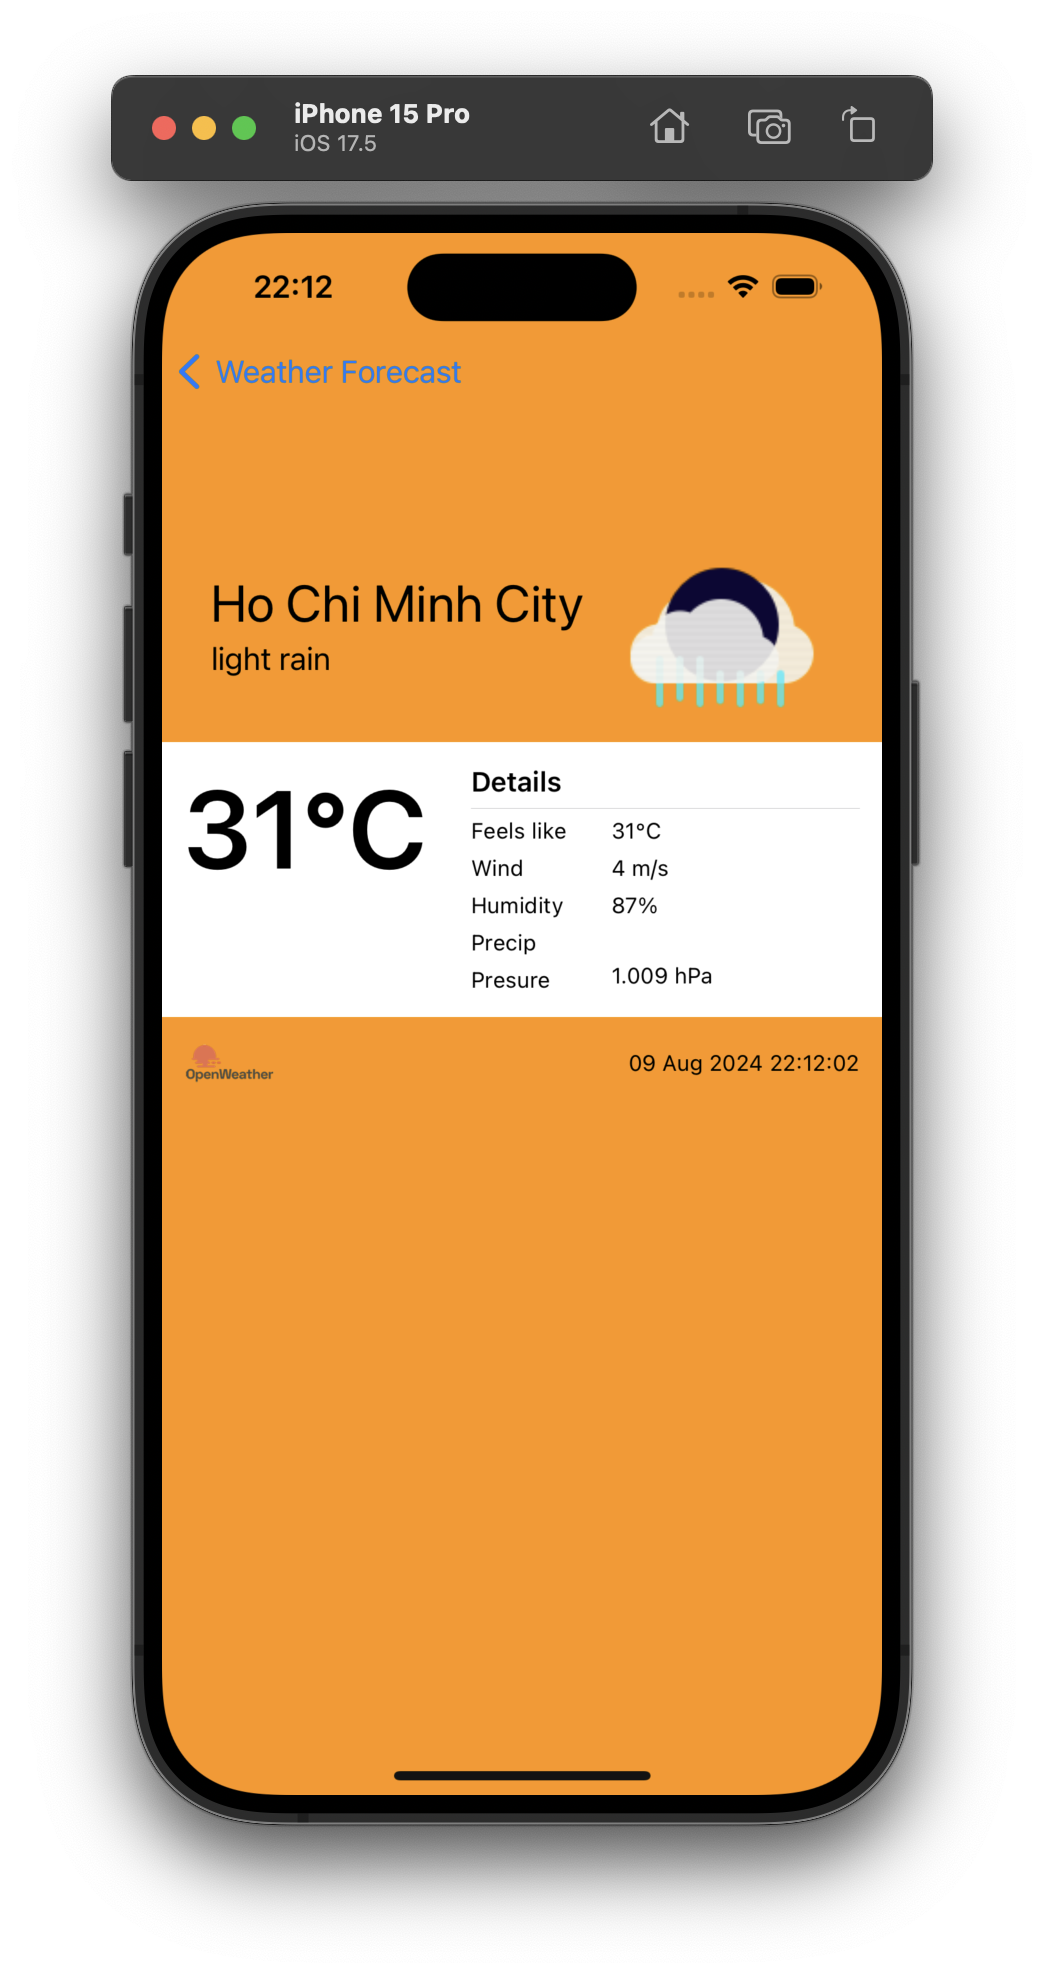 iPhone 15 Pro
iOS 17.5
22:12
Weather Forecast
Ho Chi Minh City
light rain
31°C
Details
Feels like 31°C
Wind 4 m/s
Humidity 87%
Precip
Presure 1.009 hPa
OpenWeather
09 Aug 2024 22:12:02